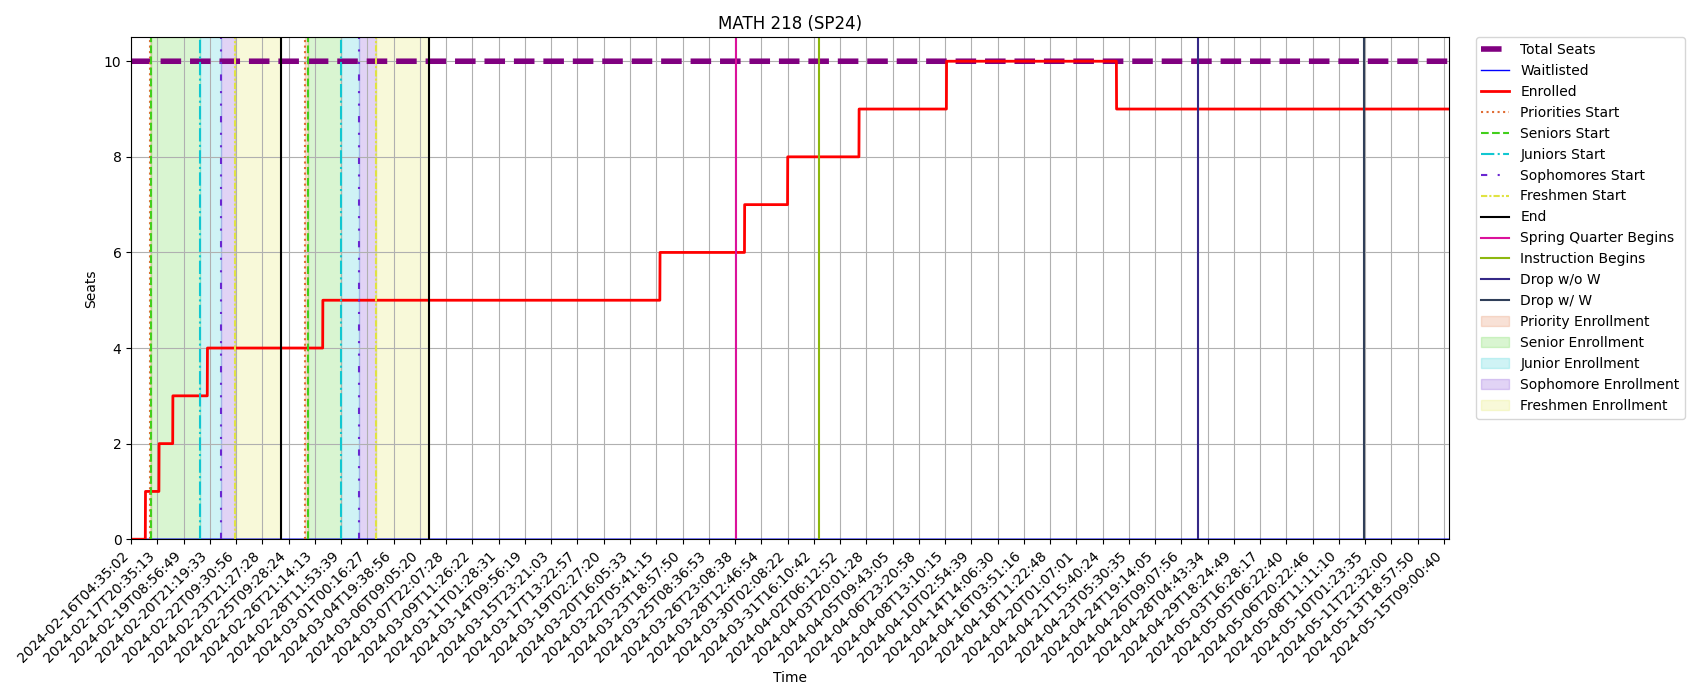 MATH 218 (SP24)
Seats
10
8
6
4
2
0
2024-02-16T04:35:02
2024-02-17T20:35:13
2024-02-19T08:56:49
2024-02-20T21:19:33
2024-02-22T09:30:56
2024-02-23T21:27:28
2024-02-25T09:28:24
2024-02-26T21:14:13
2024-02-28T11:53:39
2024-03-01T00:16:27
2024-03-04T19:38:56
2024-03-06T09:05:20
2024-03-07T22:07:28
2024-03-11T01:26:22
2024-03-12T17:28:31
2024-03-14T09:56:19
2024-03-15T23:21:03
2024-03-17T13:22:57
2024-03-19T02:27:20
2024-03-20T16:05:33
2024-03-22T05:41:15
2024-03-23T18:57:50
2024-03-25T08:36:53
2024-03-26T23:08:38
2024-03-28T12:46:54
2024-03-30T02:08:22
2024-03-31T16:10:42
2024-04-02T06:12:52
2024-04-03T20:01:28
2024-04-05T09:43:05
2024-04-06T23:20:58
2024-04-08T13:10:15
2024-04-10T02:54:39
2024-04-14T14:06:30
2024-04-16T03:51:16
2024-04-18T11:22:48
2024-04-20T01:07:01
2024-04-21T15:40:24
2024-04-23T05:30:35
2024-04-24T19:14:05
2024-04-26T09:07:56
2024-04-28T04:43:34
2024-04-29T18:24:49
2024-05-03T16:28:17
2024-05-05T06:22:40
2024-05-06T20:22:46
2024-05-08T11:11:10
2024-05-10T01:23:35
2024-05-11T22:32:00
2024-05-13T18:57:50
2024-05-15T09:00:40
Time
Total Seats
Waitlisted
Enrolled
Priorities Start
Seniors Start
Juniors Start
Sophomores Start
Freshmen Start
End
Spring Quarter Begins
Instruction Begins
Drop w/o W
Drop w/ W
Priority Enrollment
Senior Enrollment
Junior Enrollment
Sophomore Enrollment
Freshmen Enrollment